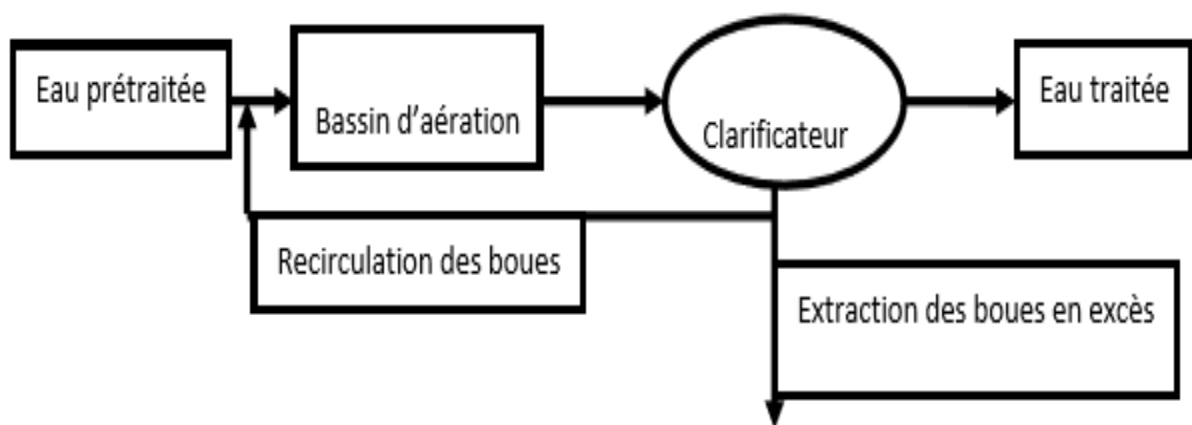 Eau prétraitée
Bassin d’aération
Clarificateur
Eau traitée
Recirculation des boues
Extraction des boues en excès